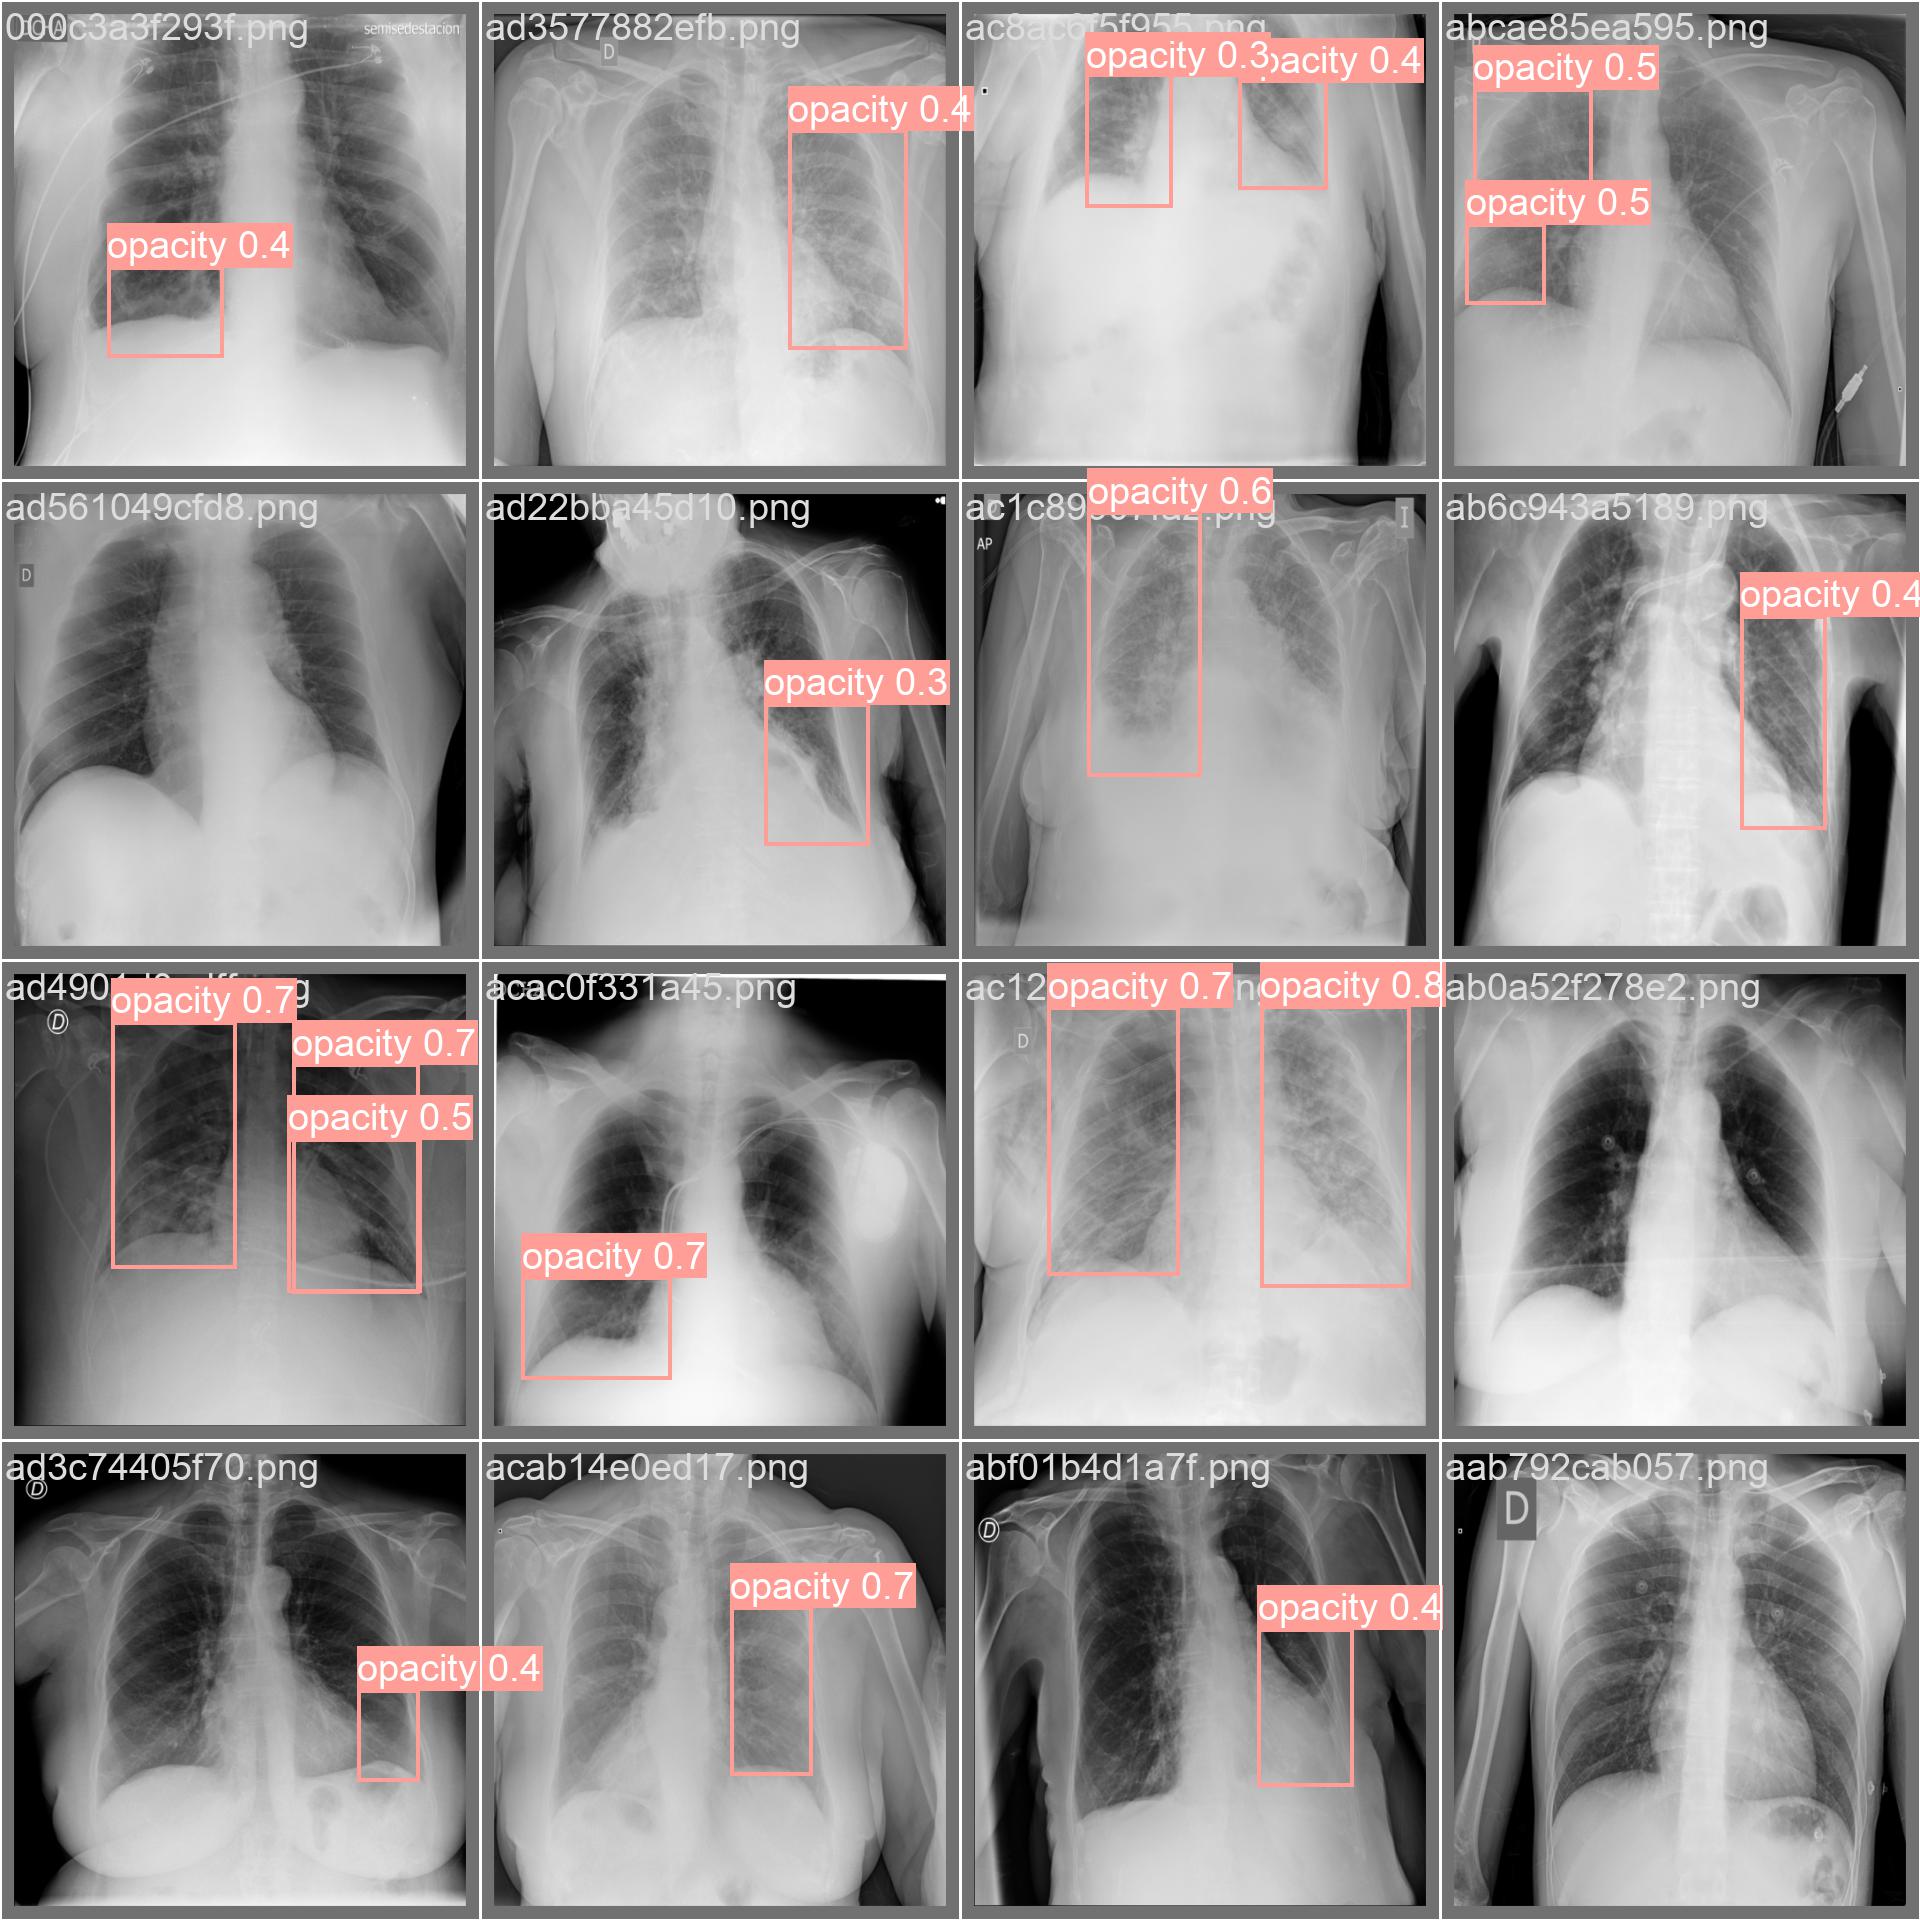 000c3a3f293f.png
semisedestacion
opacity 0.4
ad3577882efb.png
D
opacity 0.4
opacity 0.3
opacity 0.4
abcae85ea595.png
opacity 0.5
opacity 0.5
ad561049cfd8.png
D
ad22bba45d10.png
opacity 0.3
opacity 0.6
AP
I
ab6c943a5189.png
opacity 0.4
D
opacity 0.7
opacity 0.7
opacity 0.5
acac0f331a45.png
opacity 0.7
D
opacity 0.7
opacity 0.8
ab0a52f278e2.png
ad3c74405f70.png
D
opacity 0.4
acab14e0ed17.png
opacity 0.7
abf01b4d1a7f.png
D
opacity 0.4
aab792cab057.png
D